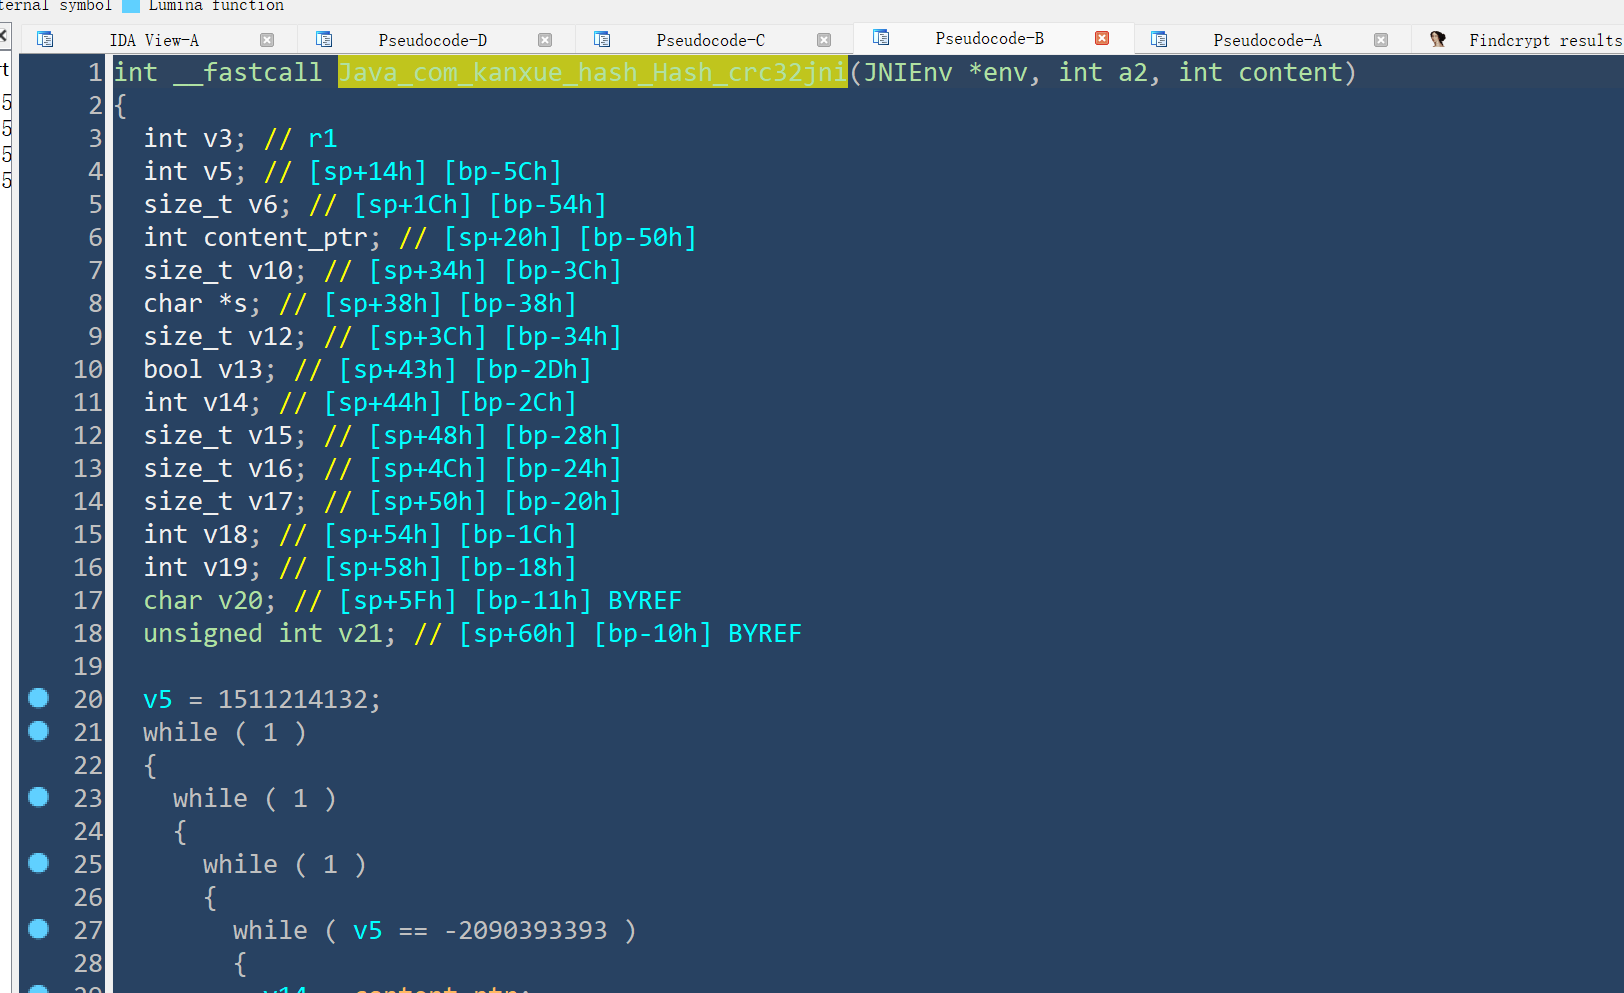 ternal symbol Lumina function
IDA View-A Pseudocode-D Pseudocode-C Pseudocode-B Pseudocode-A Findcrypt results
1 int __fastcall Java_com_kanxue_hash_Hash_crc32jni(JNIEnv *env, int a2, int content)
2 {
3 int v3; // r1
4 int v5; // [sp+14h] [bp-5Ch]
5 size_t v6; // [sp+1Ch] [bp-54h]
6 int content_ptr; // [sp+20h] [bp-50h]
7 size_t v10; // [sp+34h] [bp-3Ch]
8 char *s; // [sp+38h] [bp-38h]
9 size_t v12; // [sp+3Ch] [bp-34h]
10 bool v13; // [sp+43h] [bp-2Dh]
11 int v14; // [sp+44h] [bp-2Ch]
12 size_t v15; // [sp+48h] [bp-28h]
13 size_t v16; // [sp+4Ch] [bp-24h]
14 size_t v17; // [sp+50h] [bp-20h]
15 int v18; // [sp+54h] [bp-1Ch]
16 int v19; // [sp+58h] [bp-18h]
17 char v20; // [sp+5Fh] [bp-11h] BYREF
18 unsigned int v21; // [sp+60h] [bp-10h] BYREF
19
20 v5 = 1511214132;
21 while ( 1 )
22 {
23 while ( 1 )
24 {
25 while ( 1 )
26 {
27 while ( v5 == -2090393393 )
28 {